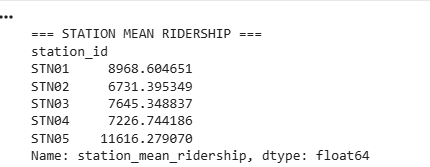 ...
=== STATION MEAN RIDERSHIP ===
station_id
STN01     8968.604651
STN02     6731.395349
STN03     7645.348837
STN04     7226.744186
STN05    11616.279070
Name: station_mean_ridership, dtype: float64